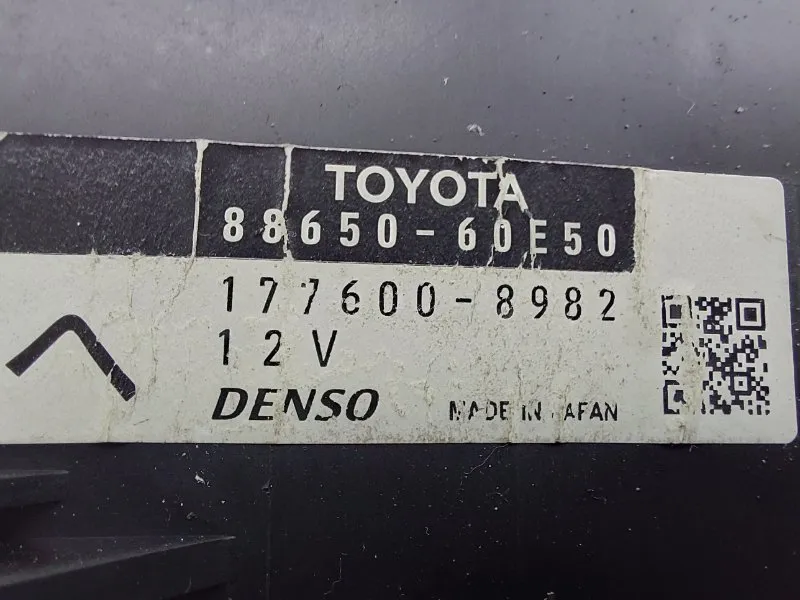 TOYOTA
88650-60E50
177600-8982
12V
DENSO
MADE IN JAPAN